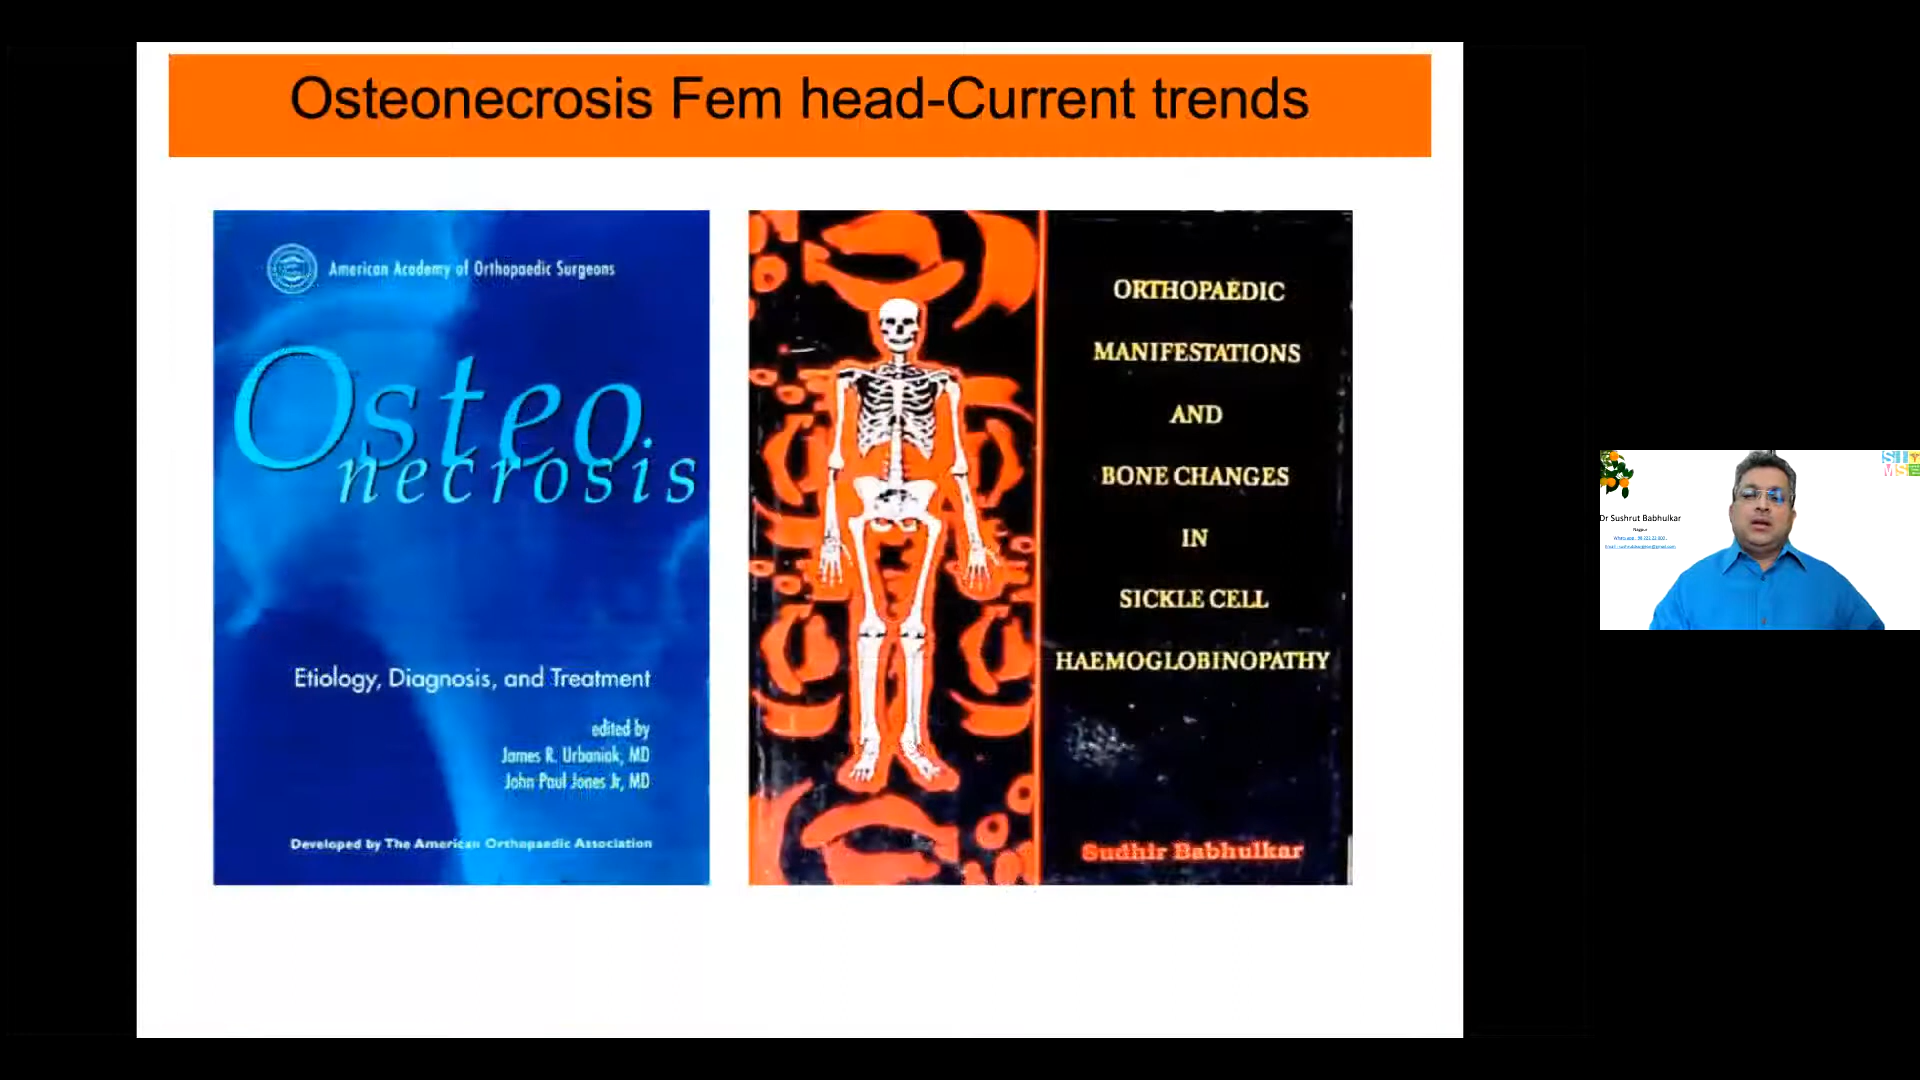 Osteonecrosis Fem head-Current trends
American Academy of Orthopaedic Surgeons
Osteo
necrosis
Etiology, Diagnosis, and Treatment
edited by
James R. Urbaniak, MD
John Paul Jones Jr, MD
Developed by The American Orthopaedic Association
ORTHOPAEDIC
MANIFESTATIONS
AND
BONE CHANGES
IN
SICKLE CELL
HAEMOGLOBINOPATHY
Sudhir Babhulkar
Dr Sushrut Babhulkar
Nagpur